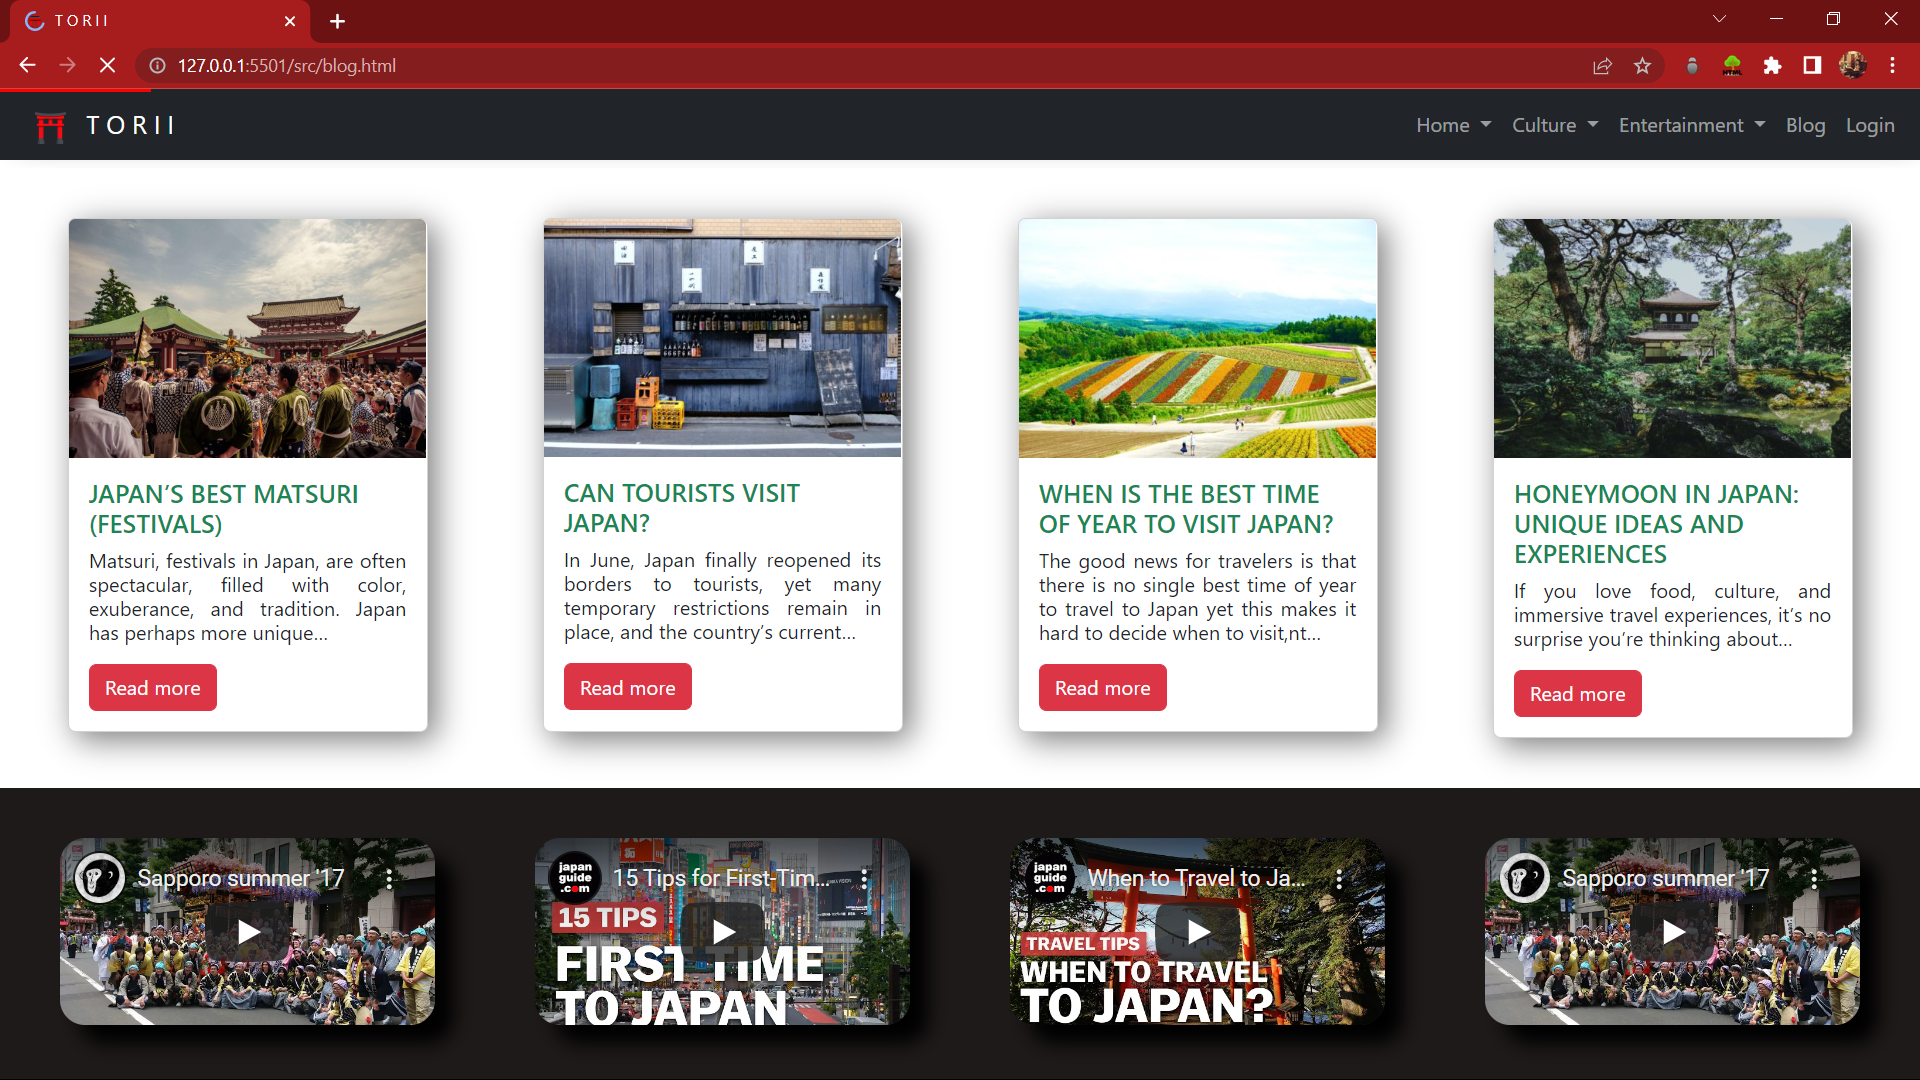 TORII
127.0.0.1:5501/src/blog.html
TORII
Home Culture Entertainment Blog Login
JAPAN’S BEST MATSURI
(FESTIVALS)
Matsuri, festivals in Japan, are often
spectacular, filled with color,
exuberance, and tradition. Japan
has perhaps more unique...
Read more
CAN TOURISTS VISIT
JAPAN?
In June, Japan finally reopened its
borders to tourists, yet many
temporary restrictions remain in
place, and the country’s current...
Read more
WHEN IS THE BEST TIME
OF YEAR TO VISIT JAPAN?
The good news for travelers is that
there is no single best time of year
to travel to Japan yet this makes it
hard to decide when to visit,nt...
Read more
HONEYMOON IN JAPAN:
UNIQUE IDEAS AND
EXPERIENCES
If you love food, culture, and
immersive travel experiences, it’s no
surprise you’re thinking about...
Read more
Sapporo summer '17
japan
guide
.com
15 Tips for First-Tim...
15 TIPS
FIRST TIME
TO JAPAN
japan
guide
.com
When to Travel to Ja...
TRAVEL TIPS
WHEN TO TRAVEL
TO JAPAN?
Sapporo summer '17